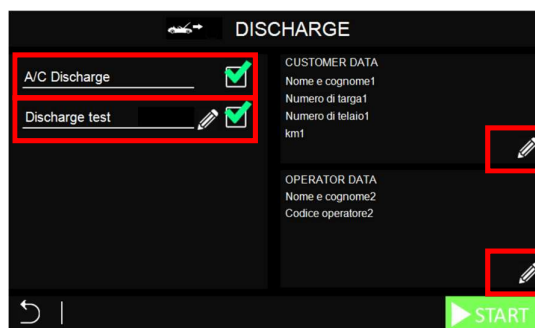 DISCHARGE
A/C Discharge
Discharge test
CUSTOMER DATA
Nome e cognome1
Numero di targa1
Numero di telaio1
km1
OPERATOR DATA
Nome e cognome2
Codice operatore2
START